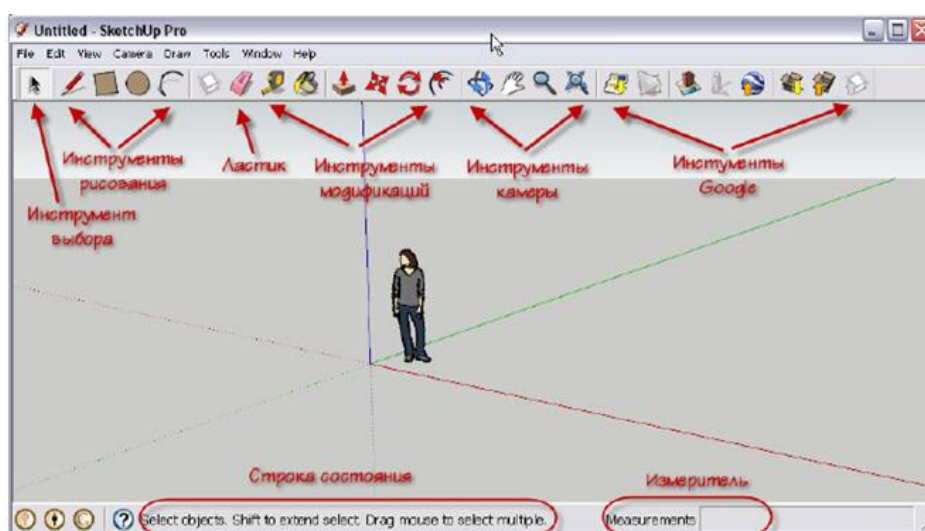 Untitled - SketchUp Pro
File Edit View Camera Draw Tools Window Help
Инструменты
рисования
Ластик
Инструменты
модификаций
Инструменты
камеры
Инстументы
Google
Инструмент
выбора
Строка состояния
Измеритель
Select objects. Shift to extend select. Drag mouse to select multiple.
Measurements